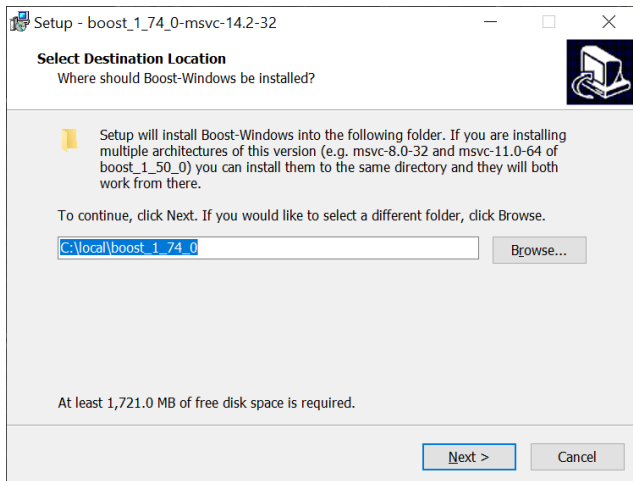 Setup - boost_1_74_0-msvc-14.2-32
Select Destination Location
Where should Boost-Windows be installed?
Setup will install Boost-Windows into the following folder. If you are installing
multiple architectures of this version (e.g. msvc-8.0-32 and msvc-11.0-64 of
boost_1_50_0) you can install them to the same directory and they will both
work from there.
To continue, click Next. If you would like to select a different folder, click Browse.
C:\local\boost_1_74_0
Browse...
At least 1,721.0 MB of free disk space is required.
Next >
Cancel